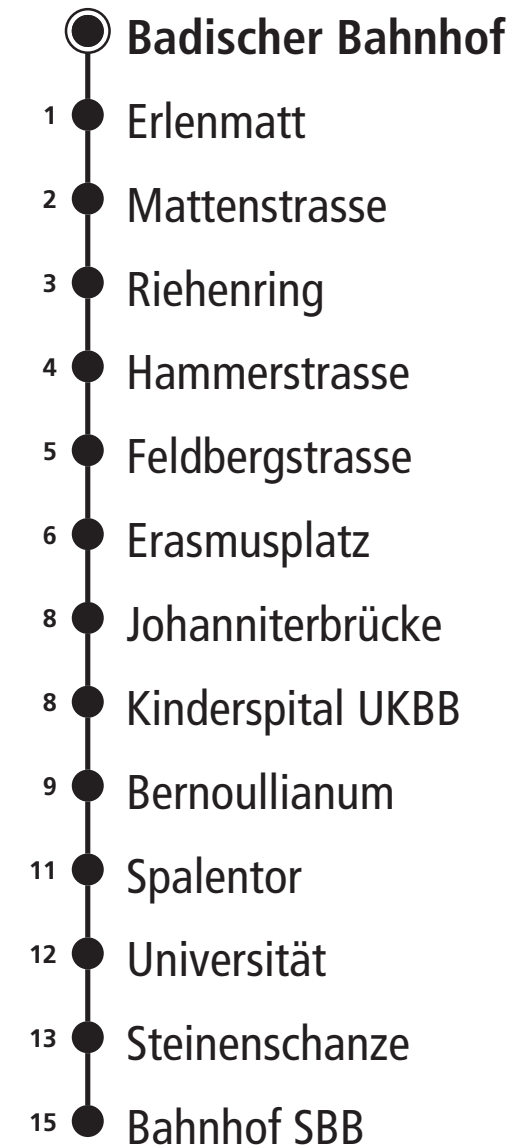 Badischer Bahnhof
1 Erlenmatt
2 Mattenstrasse
3 Riehenring
4 Hammerstrasse
5 Feldbergstrasse
6 Erasmusplatz
8 Johanniterbrücke
8 Kinderspital UKBB
9 Bernoullianum
11 Spalentor
12 Universität
13 Steinenschanze
15 Bahnhof SBB